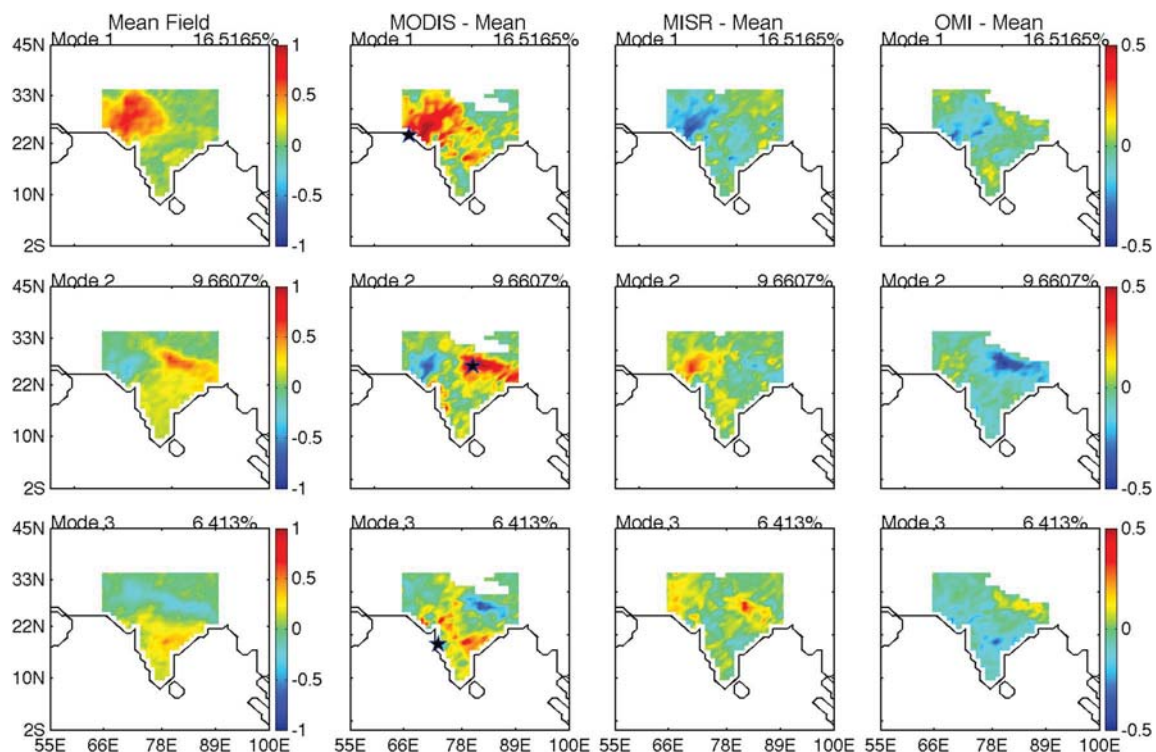 Mean Field MODIS - Mean MISR - Mean OMI - Mean
Mode 1 16.5165% Mode 1 16.5165% Mode 1 16.5165% Mode 1 16.5165%
45N 1 0.5
33N 0.5
22N 0 0
10N -0.5
2S -1 -0.5
Mode 2 9.6607% Mode 2 9.6607% Mode 2 9.6607% Mode 2 9.6607%
45N 1 0.5
33N 0.5
22N 0 0
10N -0.5
2S -1 -0.5
Mode 3 6.413% Mode 3 6.413% Mode 3 6.413% Mode 3 6.413%
45N 1 0.5
33N 0.5
22N 0 0
10N -0.5
2S -1 -0.5
55E 66E 78E 89E 100E 55E 66E 78E 89E 100E 55E 66E 78E 89E 100E 55E 66E 78E 89E 100E